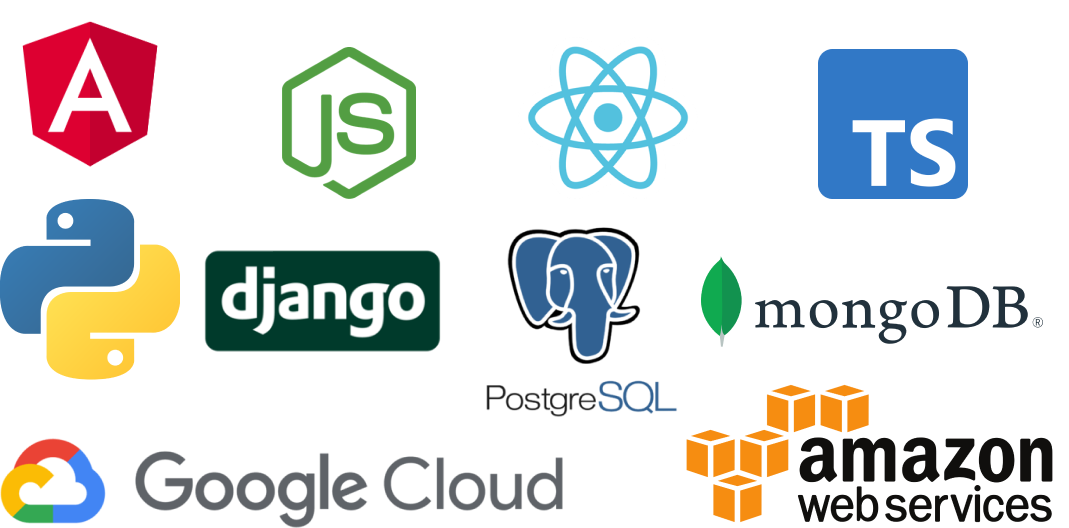 A
JS
TS
django
PostgreSQL
mongoDB®
Google Cloud
amazon
web services